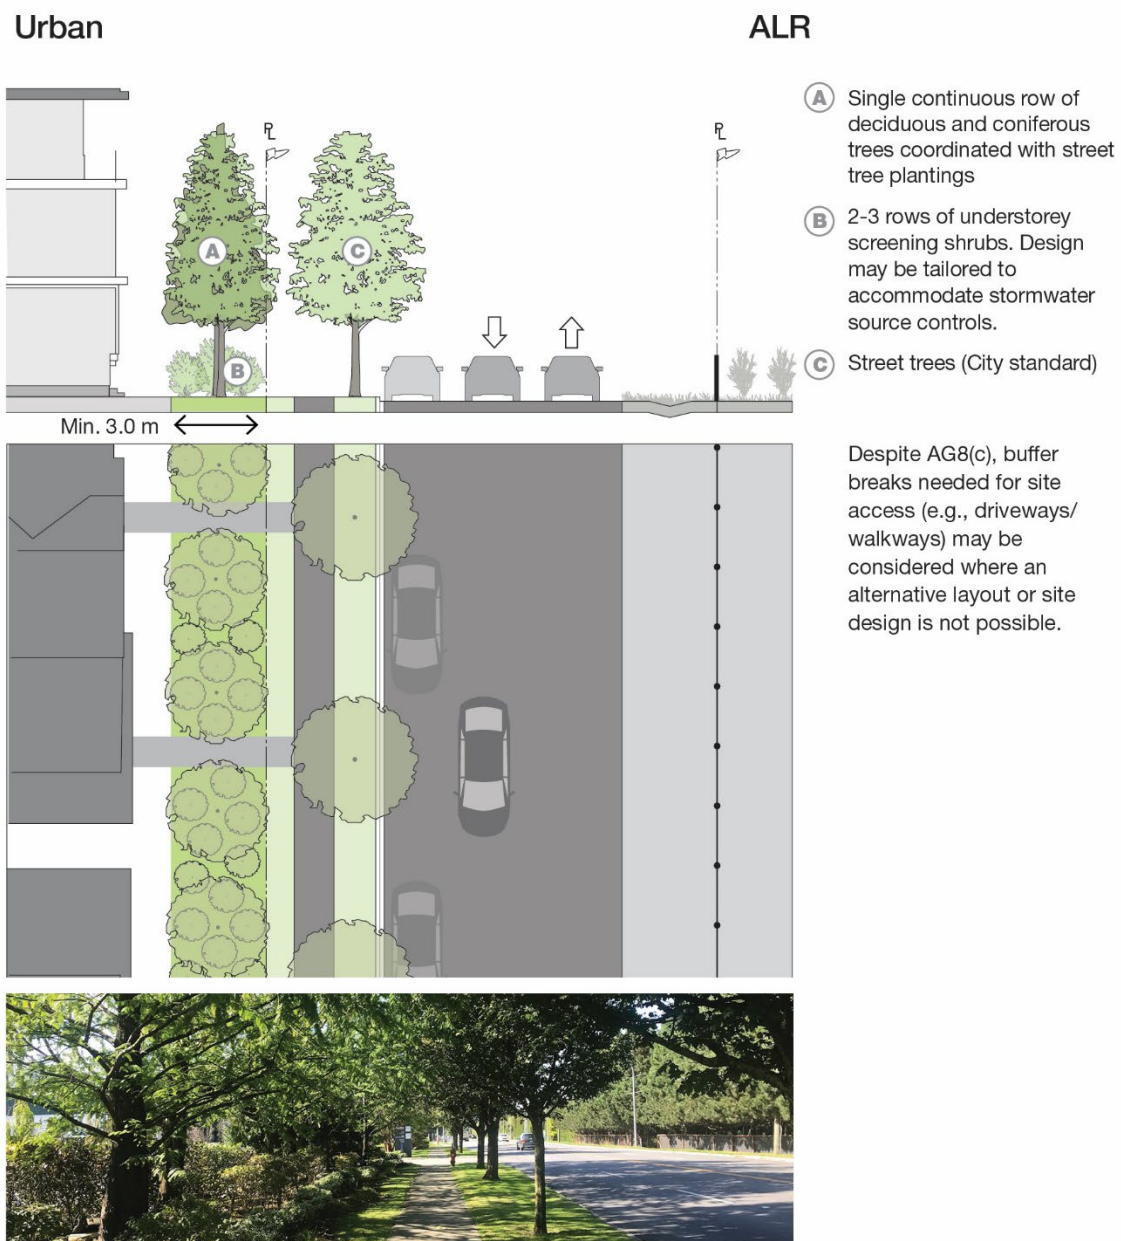 Urban
ALR
PL
PL
A
C
B
Min. 3.0 m
A
Single continuous row of
deciduous and coniferous
trees coordinated with street
tree plantings
B
2-3 rows of understorey
screening shrubs. Design
may be tailored to
accommodate stormwater
source controls.
C
Street trees (City standard)
Despite AG8(c), buffer
breaks needed for site
access (e.g., driveways/
walkways) may be
considered where an
alternative layout or site
design is not possible.